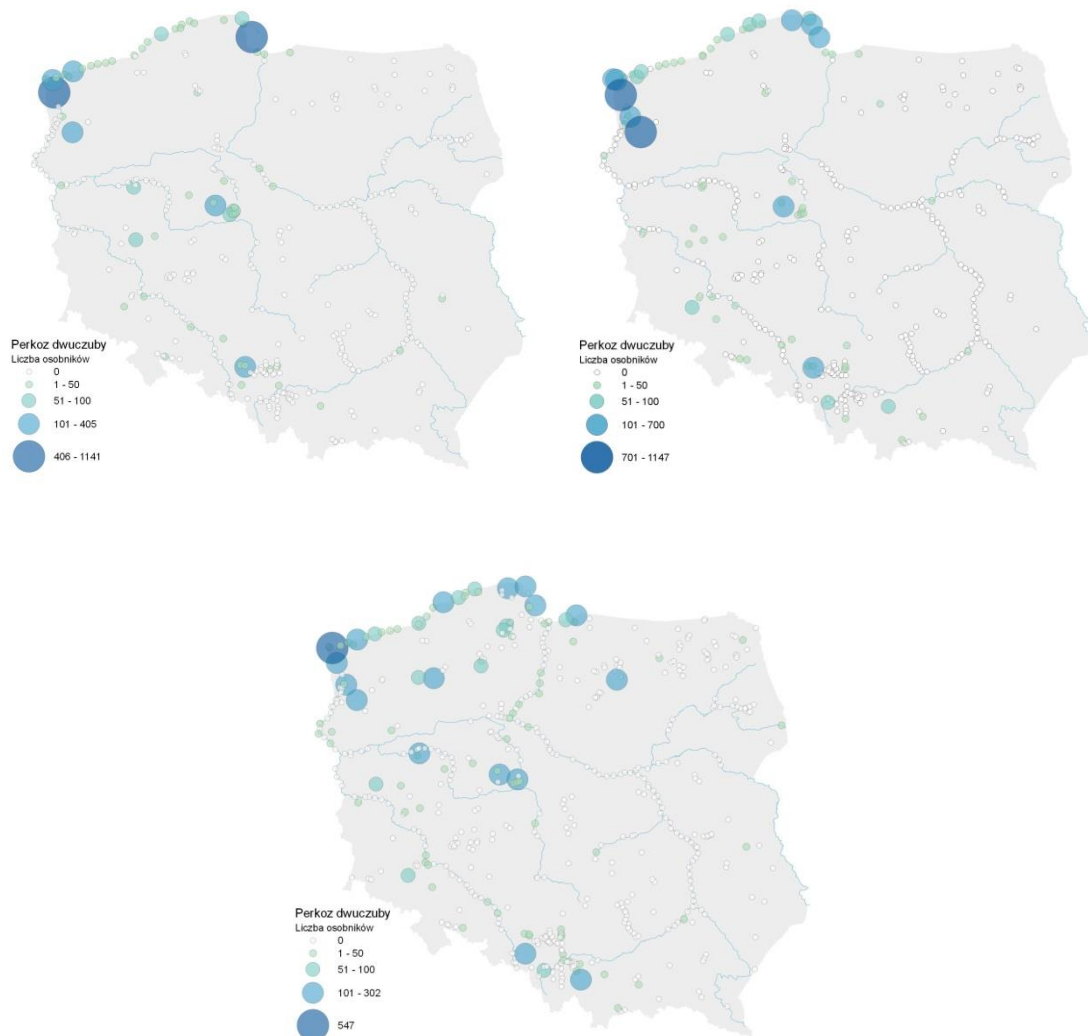 Perkoz dwuczuby
Liczba osobników
0
1 - 50
51 - 100
101 - 405
406 - 1141
Perkoz dwuczuby
Liczba osobników
0
1 - 50
51 - 100
101 - 700
701 - 1147
Perkoz dwuczuby
Liczba osobników
0
1 - 50
51 - 100
101 - 302
547